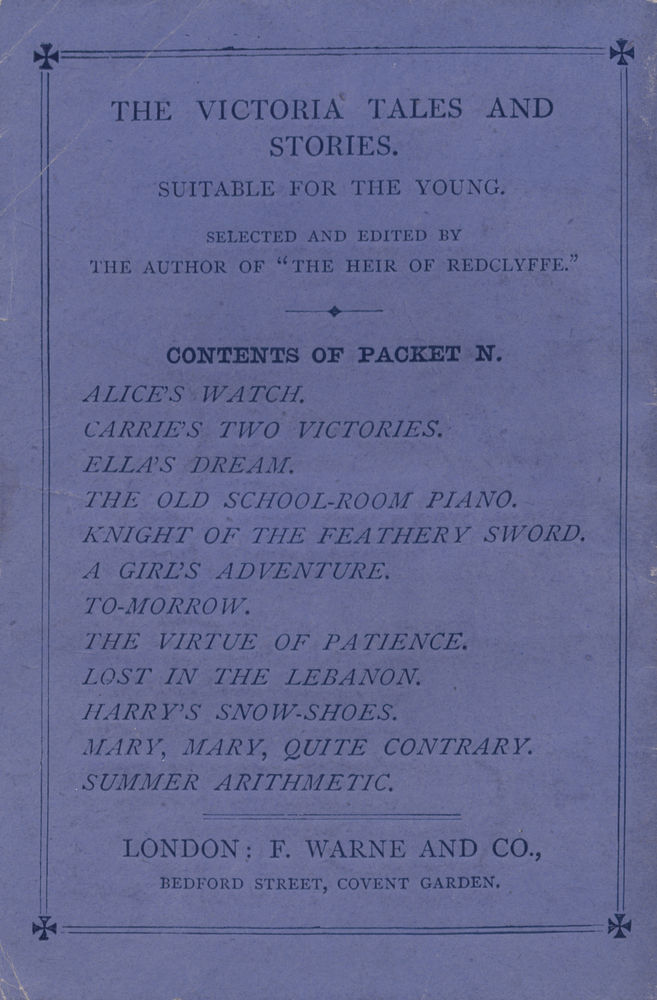 THE VICTORIA TALES AND
STORIES.
SUITABLE FOR THE YOUNG.
SELECTED AND EDITED BY
THE AUTHOR OF "THE HEIR OF REDCLYFFE."
CONTENTS OF PACKET N.
ALICE'S WATCH.
CARRIE'S TWO VICTORIES.
ELLA'S DREAM.
THE OLD SCHOOL-ROOM PIANO.
KNIGHT OF THE FEATHERY SWORD.
A GIRL'S ADVENTURE.
TO-MORROW.
THE VIRTUE OF PATIENCE.
LOST IN THE LEBANON.
HARRY'S SNOW-SHOES.
MARY, MARY, QUITE CONTRARY.
SUMMER ARITHMETIC.
LONDON: F. WARNE AND CO.,
BEDFORD STREET, COVENT GARDEN.